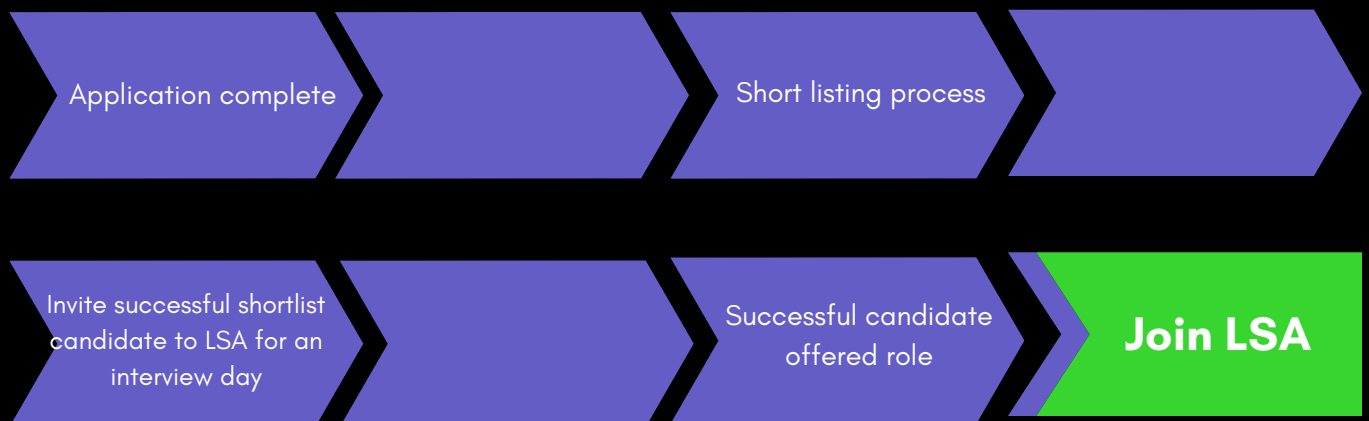 Application complete
Short listing process
Invite successful shortlist
candidate to LSA for an
interview day
Successful candidate
offered role
Join LSA